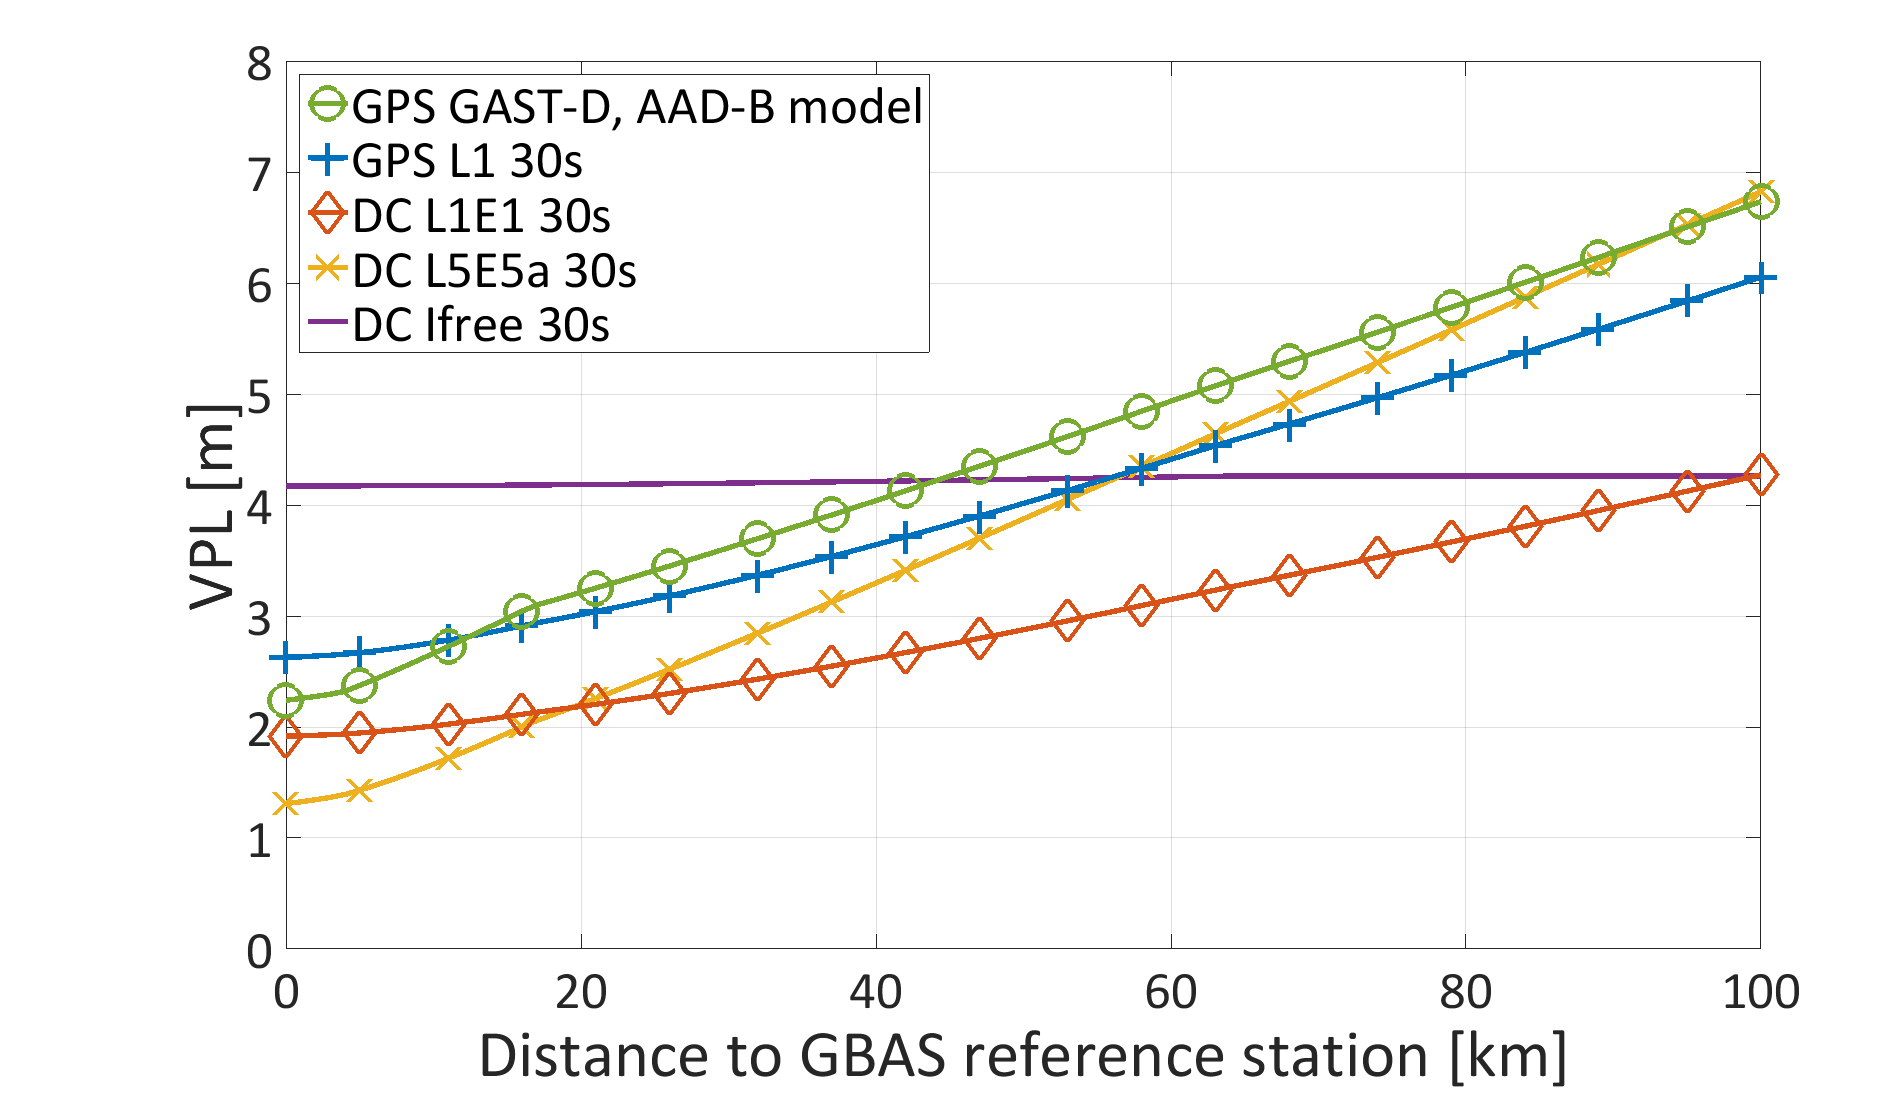 GPS GAST-D, AAD-B model
GPS L1 30s
DC L1E1 30s
DC L5E5a 30s
DC Ifree 30s
VPL [m]
8
7
6
5
4
3
2
1
0
0 20 40 60 80 100
Distance to GBAS reference station [km]